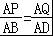 AP/AB = AQ/AD